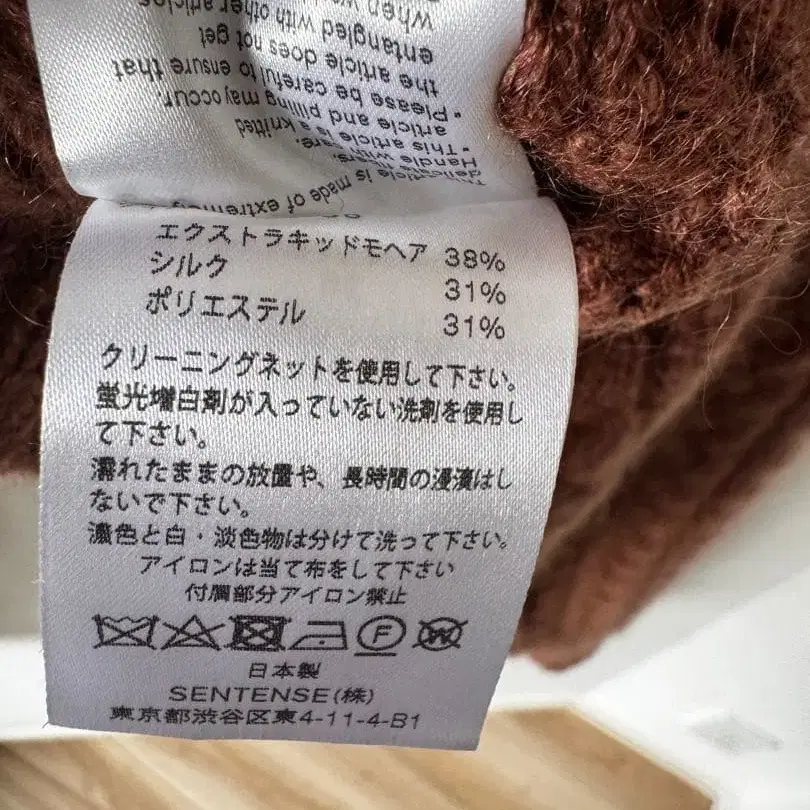 when w
entangled with other articles
the article does not get
• Please be careful to ensure that
article and pilling may occur.
• This article is a knitted
Handle with care.
article is made of extremely
エクストラキッドモヘア 38%
シルク 31%
ポリエステル 31%
クリーニングネットを使用して下さい。
蛍光増白剤が入っていない洗剤を使用し
て下さい。
濡れたままの放置や、長時間の浸漬はし
ないで下さい。
濃色と白・淡色物は分けて洗って下さい。
アイロンは当て布をして下さい
付属部分アイロン禁止
F W
日本製
SENTENSE(株)
東京都渋谷区東4-11-4-B1